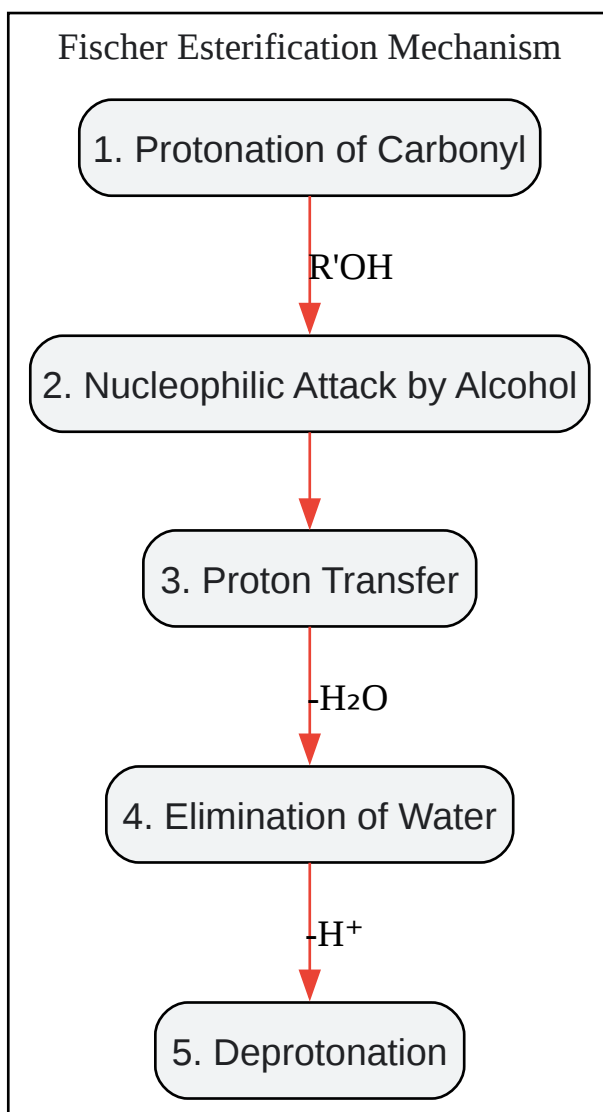 Fischer Esterification Mechanism
1. Protonation of Carbonyl
R'OH
2. Nucleophilic Attack by Alcohol
3. Proton Transfer
-H₂O
4. Elimination of Water
-H⁺
5. Deprotonation